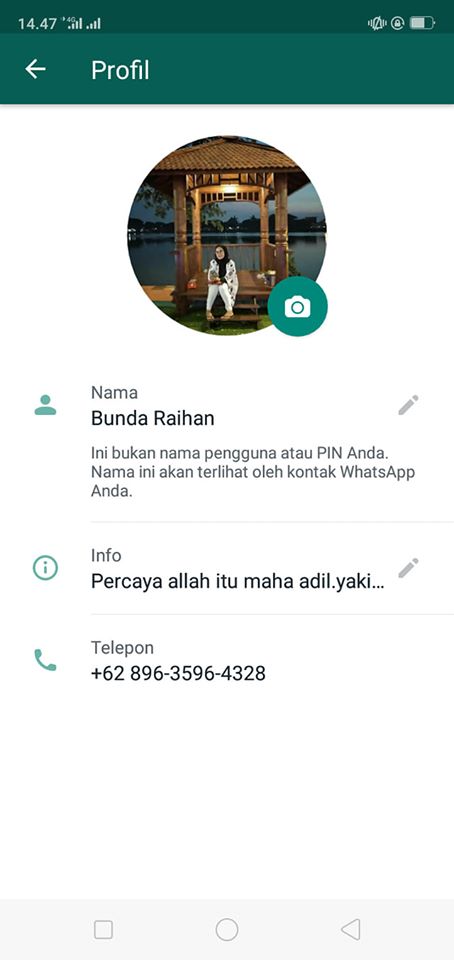 14.47 4G
Profil
Nama
Bunda Raihan
Ini bukan nama pengguna atau PIN Anda.
Nama ini akan terlihat oleh kontak WhatsApp
Anda.
Info
Percaya allah itu maha adil.yaki...
Telepon
+62 896-3596-4328